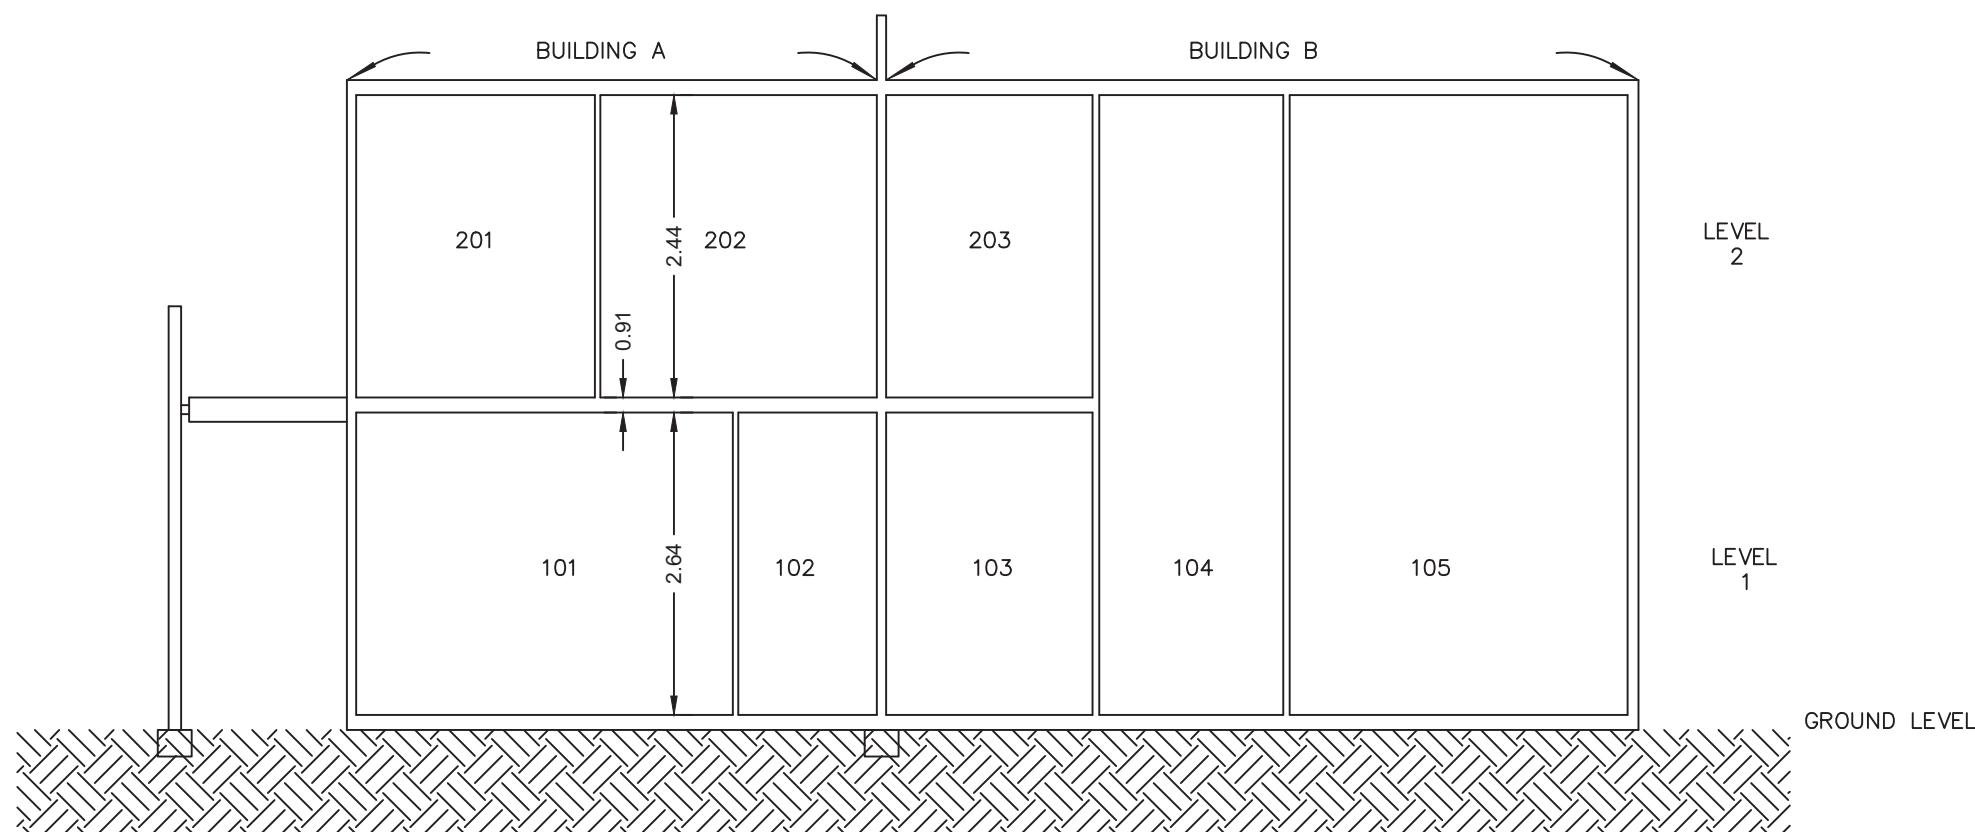 BUILDING A
BUILDING B
201
2.44
202
203
LEVEL
2
0.91
101
2.64
102
103
104
105
LEVEL
1
GROUND LEVEL